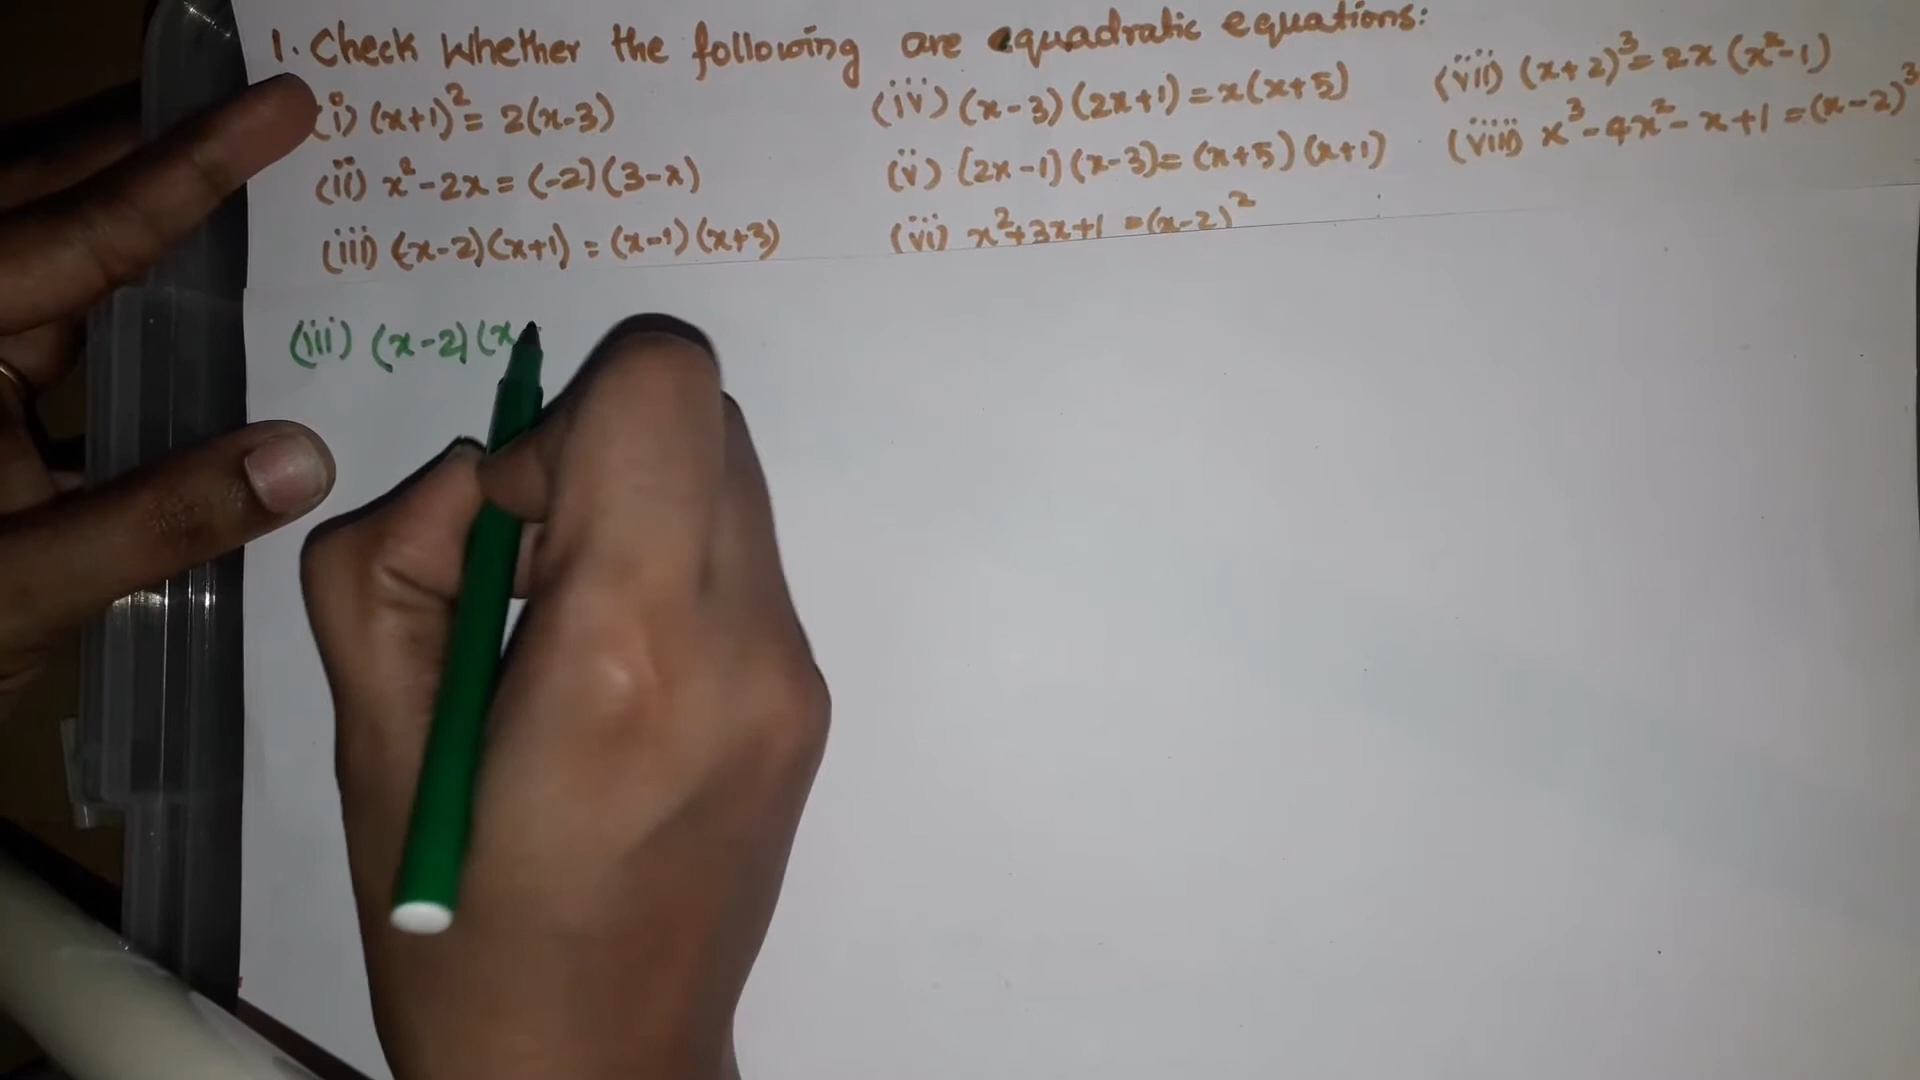 1. Check Whether the following are quadratic equations:
(i) (x+1)² = 2(x-3)
(ii) x² - 2x = (-2)(3-x)
(iii) (x-2)(x+1) = (x-1)(x+3)
(iv) (x-3)(2x+1) = x(x+5)
(v) (2x-1)(x-3) = (x+5)(x+1)
(vi) x²+3x+1 = (x-2)²
(vii) (x+2)³ = 2x(x²-1)
(viii) x³-4x²-x+1 = (x-2)³
(iii) (x-2)(x